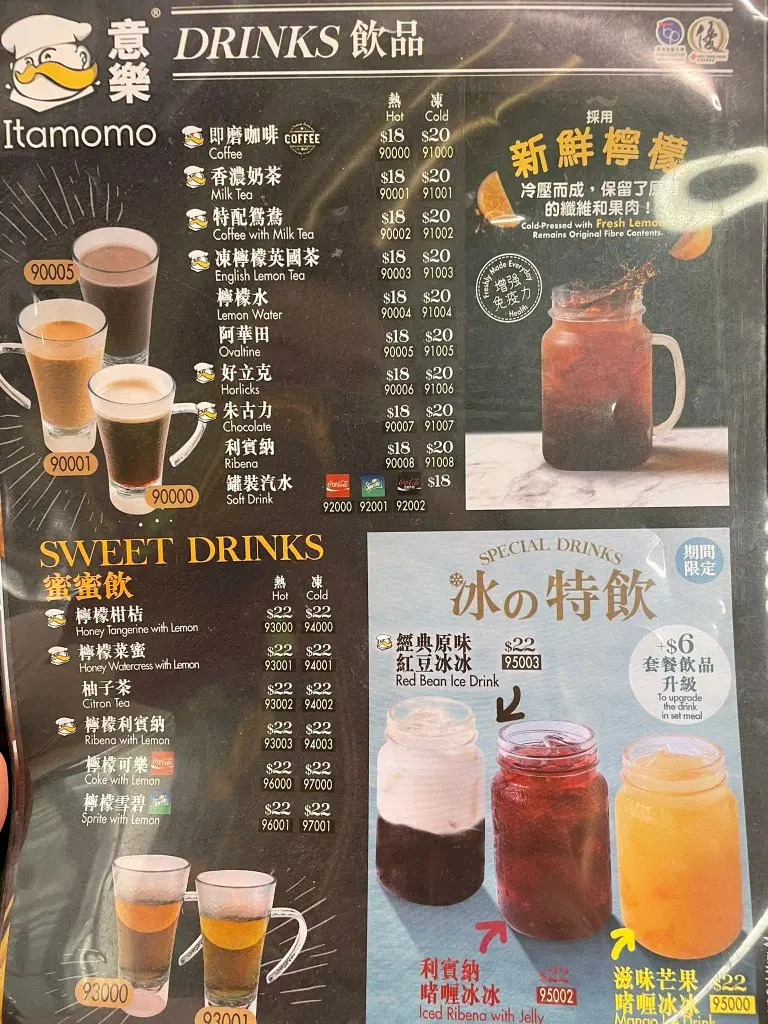 意樂
Itamomo
®
DRINKS 飲品
熱 凍
Hot Cold
即磨咖啡 COFFEE $18 $20
Coffee 90000 91000
香濃奶茶 $18 $20
Milk Tea 90001 91001
特配鴛鴦 $18 $20
Coffee with Milk Tea 90002 91002
凍檸檬英國茶 $18 $20
English Lemon Tea 90003 91003
檸檬水 $18 $20
Lemon Water 90004 91004
阿華田 $18 $20
Ovaltine 90005 91005
好立克 $18 $20
Horlicks 90006 91006
朱古力 $18 $20
Chocolate 90007 91007
利賓納 $18 $20
Ribena 90008 91008
罐裝汽水 Coca-Cola Sprite $18
Soft Drink 92000 92001 92002
90005
90001
90000
採用
新鮮檸檬
冷壓而成，保留了
的纖維和果肉！
Cold-Pressed with Fresh
Remains Original Fibre Contents.
Freshly Made Everyday
增強
免疫力
Health
SWEET DRINKS
蜜蜜飲
熱 凍
Hot Cold
檸檬柑桔 $22 $22
Honey Tangerine with Lemon 93000 94000
檸檬菜蜜 $22 $22
Honey Watercress with Lemon 93001 94001
柚子茶 $22 $22
Citron Tea 93002 94002
檸檬利賓納 $22 $22
Ribena with Lemon 93003 94003
檸檬可樂 Coca-Cola $22 $22
Coke with Lemon 96000 97000
檸檬雪碧 Sprite $22 $22
Sprite with Lemon 96001 97001
93000
93001
SPECIAL DRINKS
冰の特飲
期間
限定
經典原味 $22
紅豆冰冰 95003
Red Bean Ice Drink
+$6
套餐飲品
升級
To upgrade
the drink
in set meal
利賓納 $22
啫喱冰冰 95002
Iced Ribena with Jelly
滋味芒果 $22
啫喱冰冰 95000
Mango Ice Drink